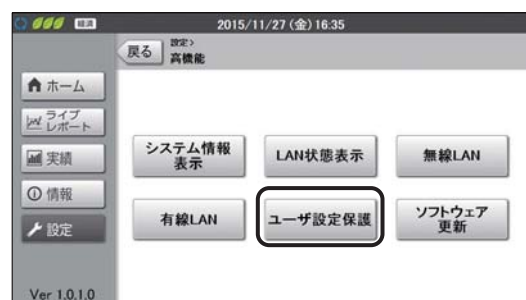 経済
2015/11/27(金)16:35
戻る
設定>
高機能
ホーム
ライブ
レポート
実績
情報
設定
システム情報
表示
LAN状態表示
無線LAN
有線LAN
ユーザ設定保護
ソフトウェア
更新
Ver 1.0.1.0